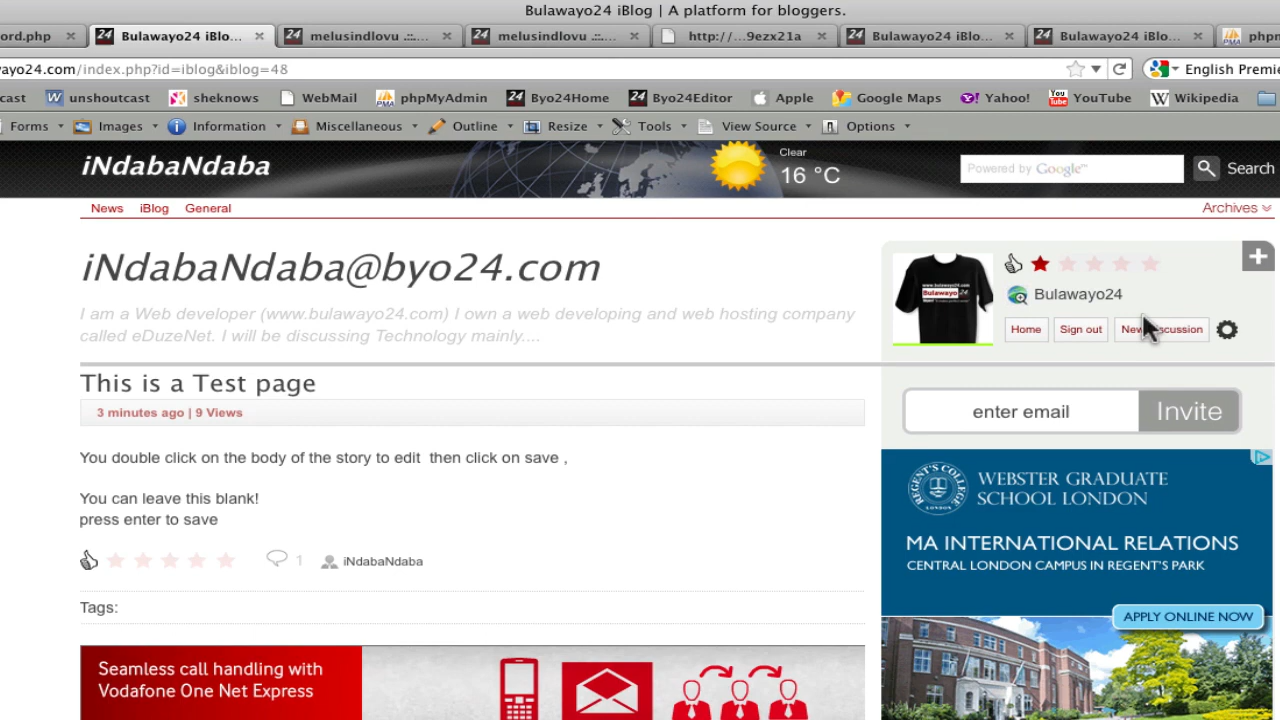 Bulawayo24 iBlog | A platform for bloggers.
ord.php Bulawayo24 iBlo... melusindlovu .::... melusindlovu .::... http://...9ezx21a Bulawayo24 iBlo... Bulawayo24 iBlo... phpm
wayo24.com/index.php?id=iblog&iblog=48 English Premie
cast unshoutcast sheknows WebMail phpMyAdmin Byo24Home Byo24Editor Apple Google Maps Yahoo! YouTube Wikipedia
Forms Images Information Miscellaneous Outline Resize Tools View Source Options
iNdabaNdaba
Clear
16 °C
Powered by Google™ Search
News iBlog General Archives
iNdabaNdaba@byo24.com
I am a Web developer (www.bulawayo24.com) I own a web developing and web hosting company
called eDuzeNet. I will be discussing Technology mainly....
Bulawayo24
Home Sign out New
This is a Test page
3 minutes ago | 9 Views
You double click on the body of the story to edit then click on save ,
You can leave this blank!
press enter to save
1 iNdabaNdaba
Tags:
Seamless call handling with
Vodafone One Net Express
enter email Invite
REGENT'S COLLEGE
LONDON
WEBSTER GRADUATE
SCHOOL LONDON
MA INTERNATIONAL RELATIONS
CENTRAL LONDON CAMPUS IN REGENT'S PARK
APPLY ONLINE NOW